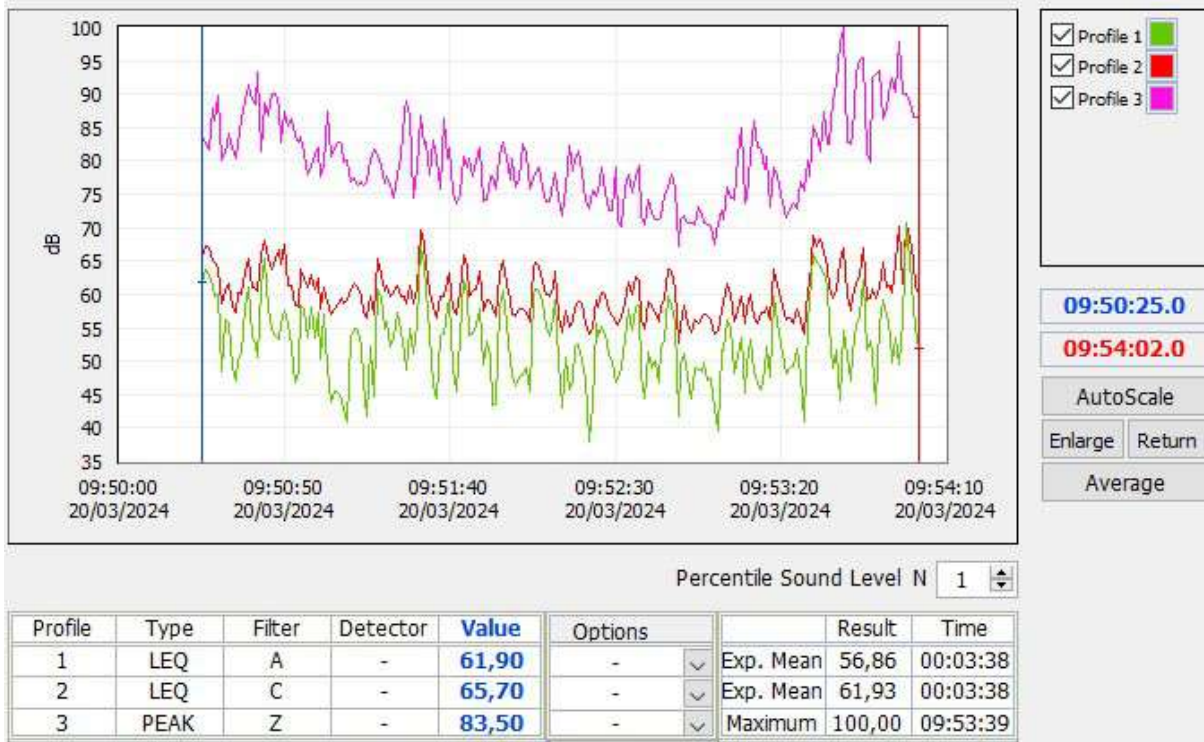 100
95
90
85
80
75
70
65
60
55
50
45
40
35
dB
09:50:00 09:50:50 09:51:40 09:52:30 09:53:20 09:54:10
20/03/2024 20/03/2024 20/03/2024 20/03/2024 20/03/2024 20/03/2024
Profile 1
Profile 2
Profile 3
09:50:25.0
09:54:02.0
AutoScale
Enlarge Return
Average
Percentile Sound Level N 1
Profile Type Filter Detector Value Options Result Time
1 LEQ A - 61,90 - Exp. Mean 56,86 00:03:38
2 LEQ C - 65,70 - Exp. Mean 61,93 00:03:38
3 PEAK Z - 83,50 - Maximum 100,00 09:53:39